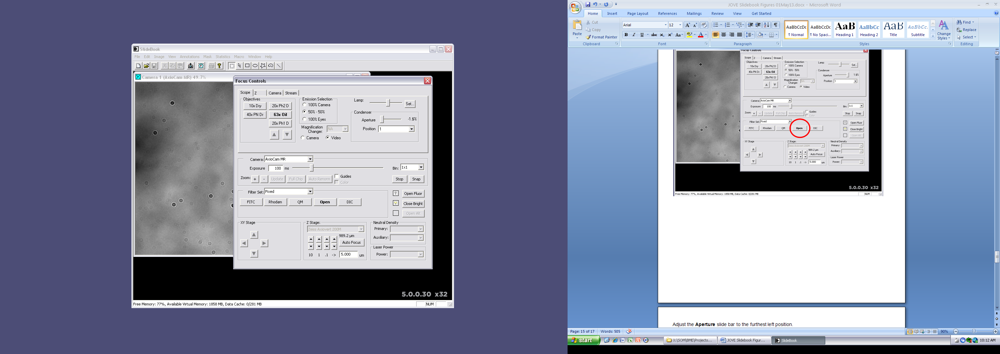 SlideBook
File Edit Image View Annotations Mask Statistics Macro Window Help
Camera 1 (AxioCam MR) 49.7%
Focus Controls
Scope Z Camera Stream
Objectives
10x Dry 20x Ph2 D
40x PN Dr 63x Oil
20x Ph1 D
Emission Selection
100% Camera
50% - 50%
100% Eyes
Magnification
Changer: NA
Camera Video
Lamp: Set...
Condenser
Aperture -1.$%
Position 1
Camera: AxioCam MR
Exposure 100 ms Bin: 1x1
Zoom: + - Update Full Chip Auto Renorm Guides
Color
Stop Snap
Filter Set: Fixed
FITC Rhodam QM Open DIC
Open Fluor
Close Bright
Open Alt
XY Stage
Z Stage:
Zeiss Axiovert 200M
989.2 µm
Auto Focus
10 1 .1 -> 5.000 um
Neutral Density
Primary:
Auxiliary:
Laser Power
Power:
5.0.0.30 x32
Free Memory: 77%, Available Virtual Memory: 1858 MB, Data Cache: 0/281 MB NUM
JOVE Slidebook Figures 01May13.docx - Microsoft Word
Home Insert Page Layout References Mailings Review View Get Started
Paste
Cut
Copy
Format Painter
Clipboard
Arial 12
Font
Paragraph
AaBbCcDc AaBbCcDc AaB AaBbCc AaB AaBbCc.
¶ Normal ¶ No Spaci... Heading 1 Heading 2 Title Subtitle
Change
Styles
Styles
Find
Replace
Select
Editing
Focus Controls
Scope Z Camera Stream
Objectives
10x Dry 20x Ph2 D
40x PN Dr 63x Oil
20x Ph1 D
Emission Selection
100% Camera
50% - 50%
100% Eyes
Magnification
Changer: NA
Camera Video
Lamp: Set...
Condenser
Aperture 1.$%
Position 1
Camera: AxioCam MR
Exposure 100 ms Bin: 1x1
Zoom: + - Update Full Chip Auto Renorm Guides
Color
Stop Snap
Filter Set: Fixed
FITC Rhodam QM Open DIC
Open Fluor
Close Bright
Open Alt
XY Stage
Z Stage:
Zeiss Axiovert 200M
989.2 µm
Auto Focus
10 1 .1 -> 5.000 um
Neutral Density
Primary:
Auxiliary:
Laser Power
Power:
5.0.0.30 x32
Free Memory: 77%, Available Virtual Memory: 1858 MB, Data Cache: 0/281 MB NUM
Adjust the Aperture slide bar to the furthest left position.
Page: 15 of 17 Words: 505 90%
start X:\SOM\BME\Projects... JOVE Slidebook Figur... SlideBook 10:12 AM